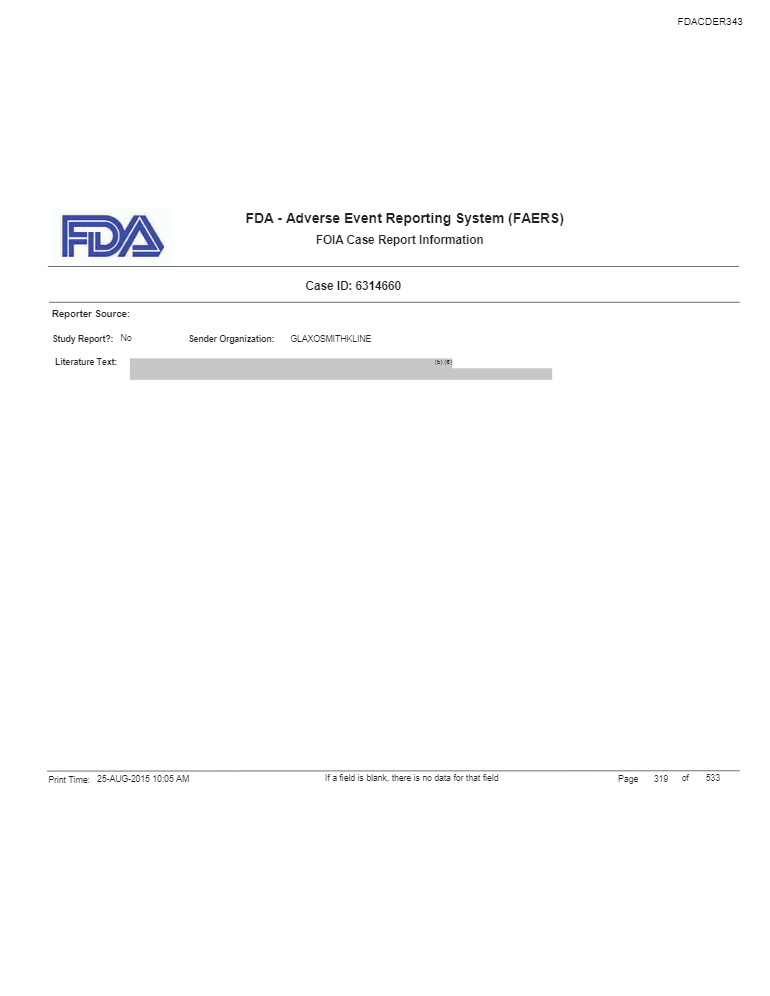 FDACDER343
FDA
FDA - Adverse Event Reporting System (FAERS)
FOIA Case Report Information
Case ID: 6314660
Reporter Source:
Study Report?: No Sender Organization: GLAXOSMITHKLINE
Literature Text: (b) (6)
Print Time: 25-AUG-2015 10:05 AM If a field is blank, there is no data for that field Page 319 of 533